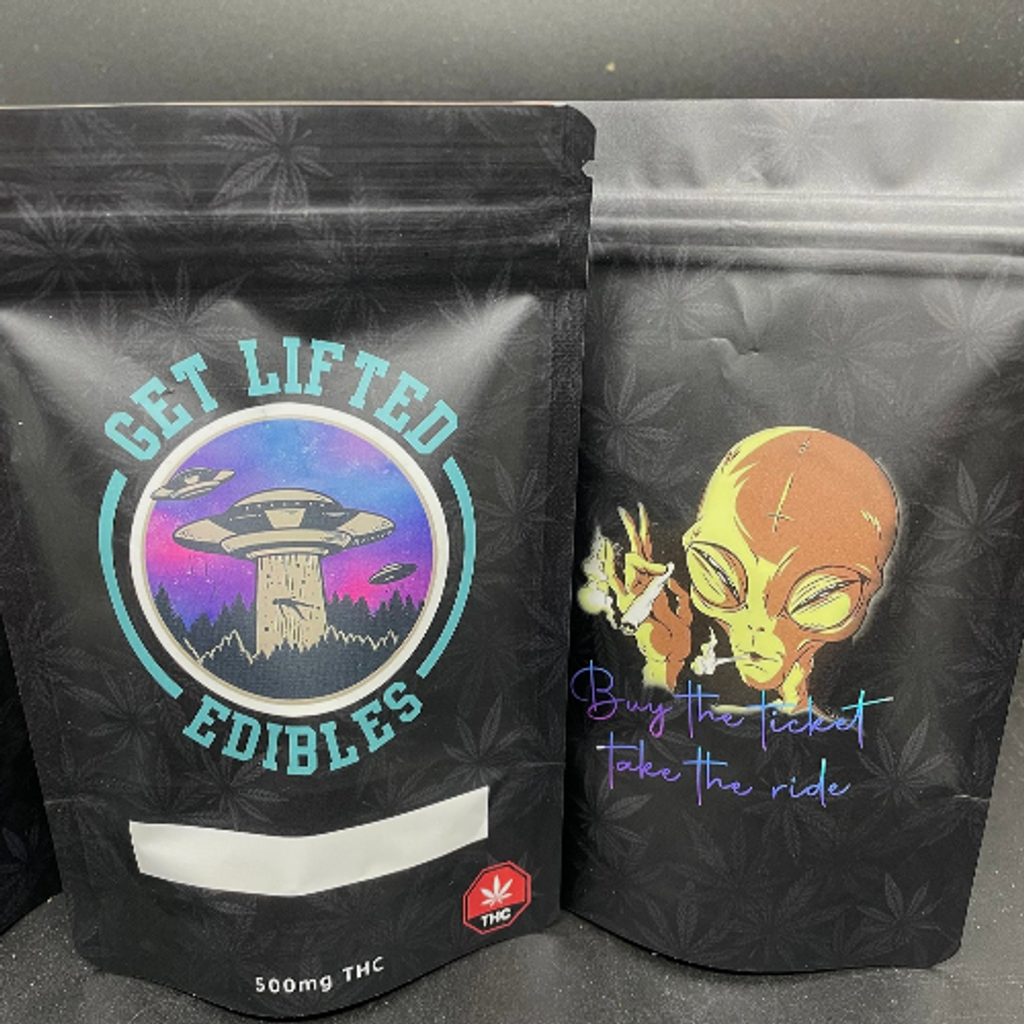 GET LIFTED
EDIBLES
THC
500mg THC
Buy the ticket
take the ride